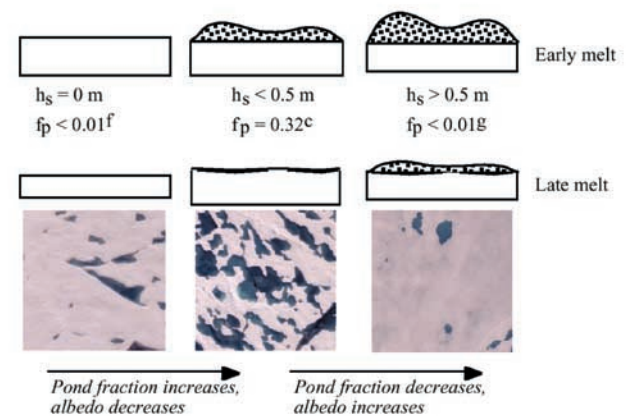 Early melt
hs = 0 m
hs < 0.5 m
hs > 0.5 m
fp < 0.01f
fp = 0.32c
fp < 0.01g
Late melt
Pond fraction increases,
albedo decreases
Pond fraction decreases,
albedo increases